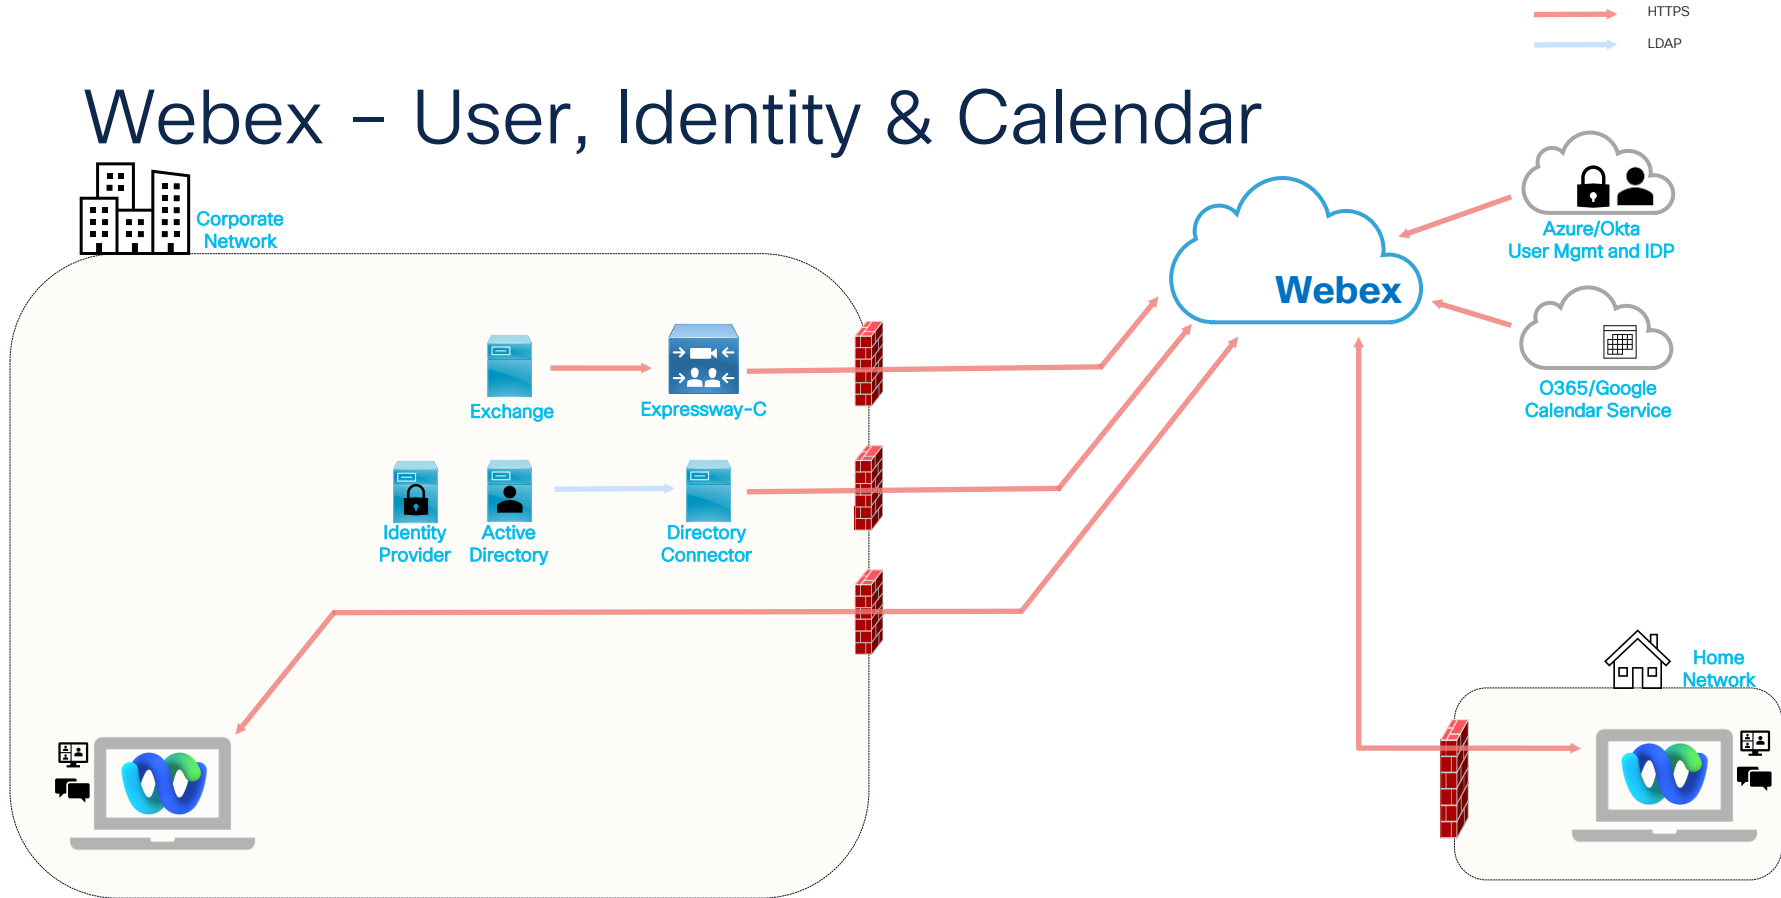 HTTPS
LDAP
Webex – User, Identity & Calendar
Corporate
Network
Azure/Okta
User Mgmt and IDP
Webex
O365/Google
Calendar Service
Exchange
Expressway-C
Identity
Provider
Active
Directory
Directory
Connector
Home
Network